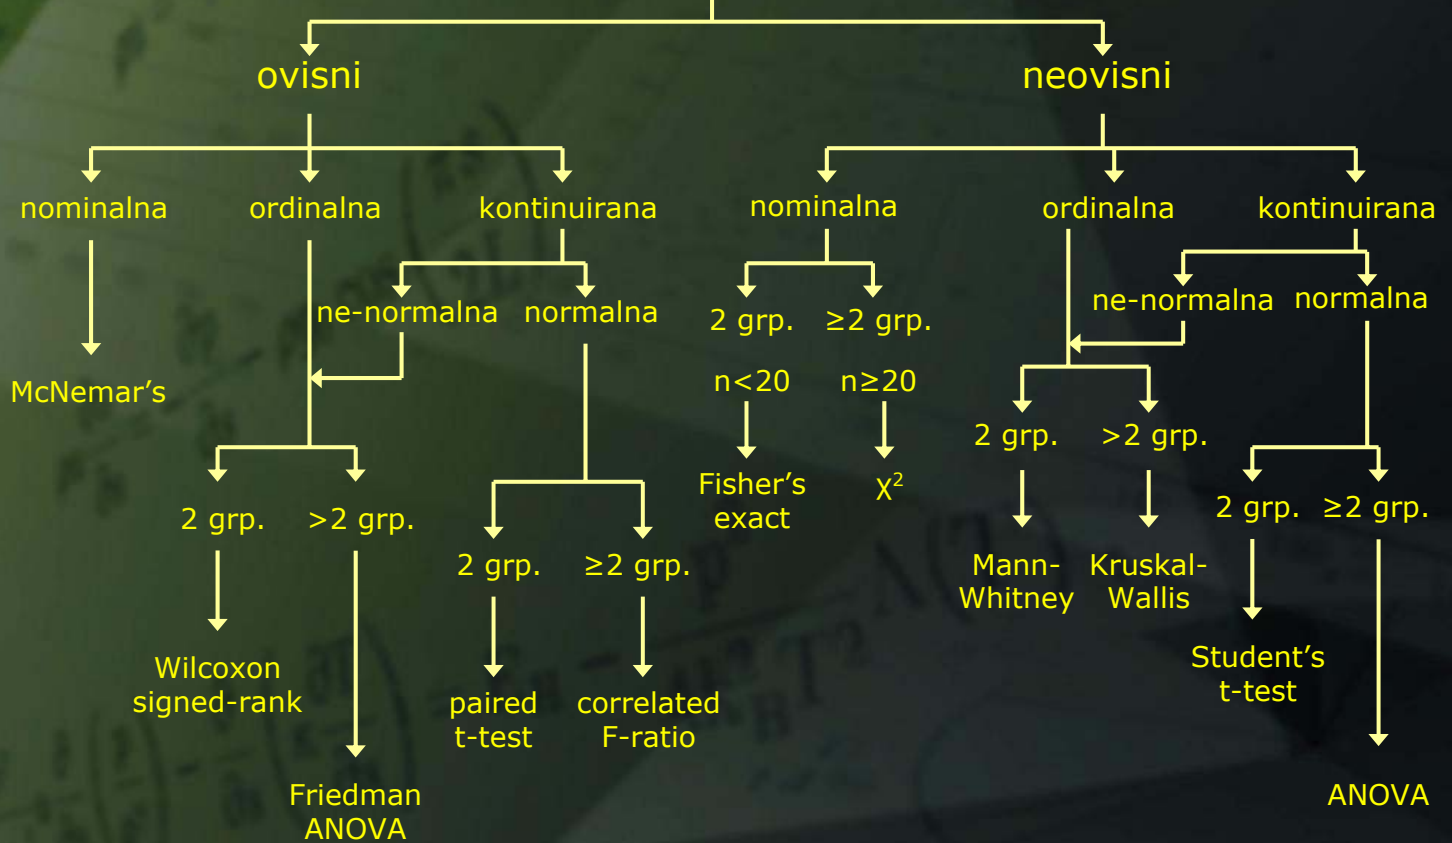 ovisni
neovisni
nominalna
ordinalna
kontinuirana
nominalna
ordinalna
kontinuirana
ne-normalna
normalna
2 grp.
≥2 grp.
ne-normalna
normalna
McNemar's
n<20
n≥20
2 grp.
>2 grp.
Fisher's
exact
X²
2 grp.
>2 grp.
2 grp.
≥2 grp.
2 grp.
≥2 grp.
Mann-
Whitney
Kruskal-
Wallis
Wilcoxon
signed-rank
paired
t-test
correlated
F-ratio
Student's
t-test
Friedman
ANOVA
ANOVA